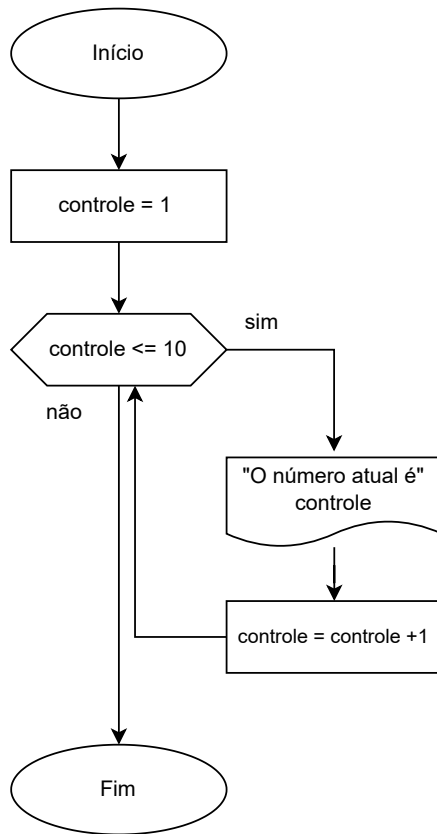 Início
controle = 1
controle <= 10
sim
não
"O número atual é"
controle
controle = controle +1
Fim